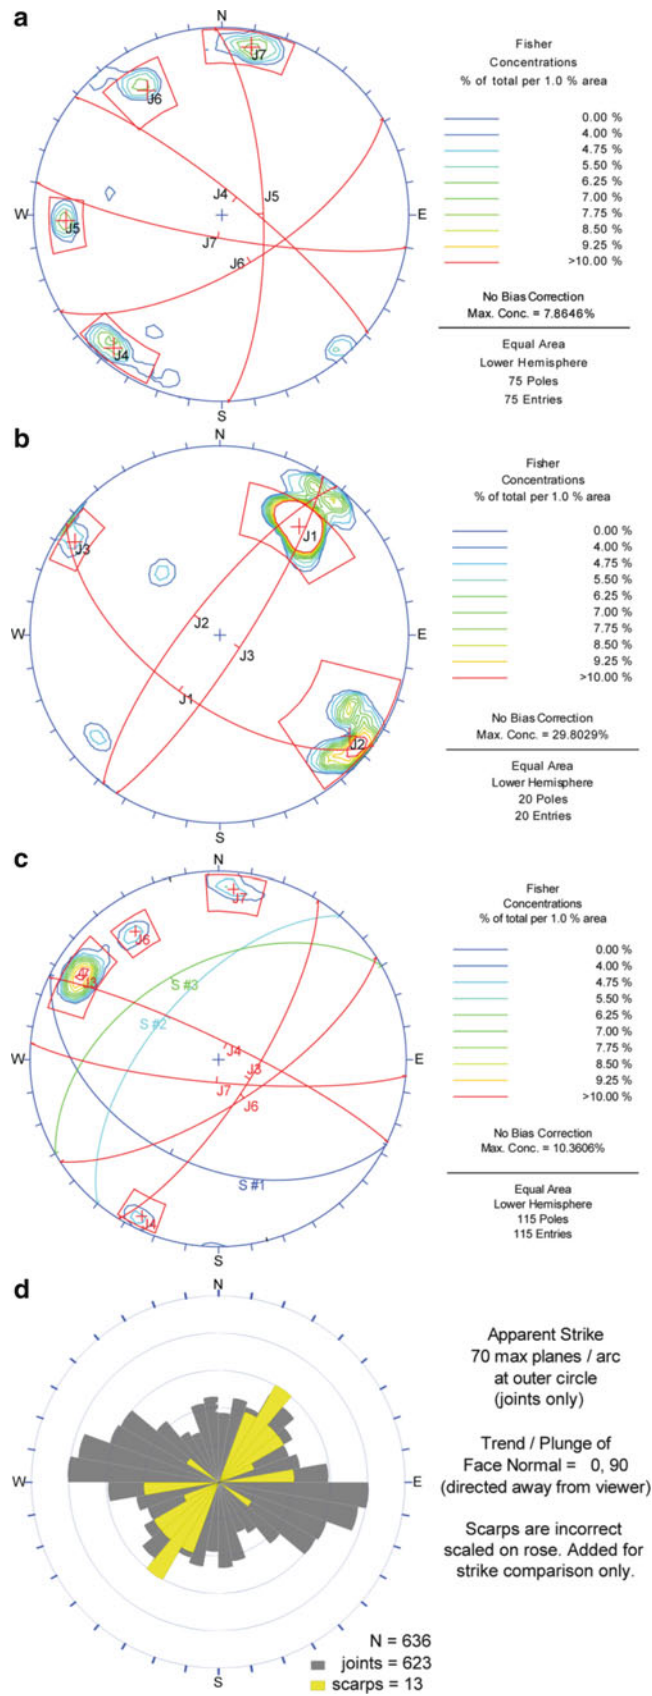 a
N
J7
J6
J4
J5
W
J5
E
J7
J6
J4
S
Fisher
Concentrations
% of total per 1.0 % area
0.00 %
4.00 %
4.75 %
5.50 %
6.25 %
7.00 %
7.75 %
8.50 %
9.25 %
>10.00 %
No Bias Correction
Max. Conc. = 7.8646%
Equal Area
Lower Hemisphere
75 Poles
75 Entries
b
N
J1
J3
J2
W
E
J3
J1
J2
S
Fisher
Concentrations
% of total per 1.0 % area
0.00 %
4.00 %
4.75 %
5.50 %
6.25 %
7.00 %
7.75 %
8.50 %
9.25 %
>10.00 %
No Bias Correction
Max. Conc. = 29.8029%
Equal Area
Lower Hemisphere
20 Poles
20 Entries
c
N
J7
J6
J3
S #3
S #2
J4
W
E
J3
J7
J6
S #1
J4
S
Fisher
Concentrations
% of total per 1.0 % area
0.00 %
4.00 %
4.75 %
5.50 %
6.25 %
7.00 %
7.75 %
8.50 %
9.25 %
>10.00 %
No Bias Correction
Max. Conc. = 10.3606%
Equal Area
Lower Hemisphere
115 Poles
115 Entries
d
N
W
E
S
Apparent Strike
70 max planes / arc
at outer circle
(joints only)
Trend / Plunge of
Face Normal = 0, 90
(directed away from viewer)
Scarps are incorrect
scaled on rose. Added for
strike comparison only.
N = 636
joints = 623
scarps = 13